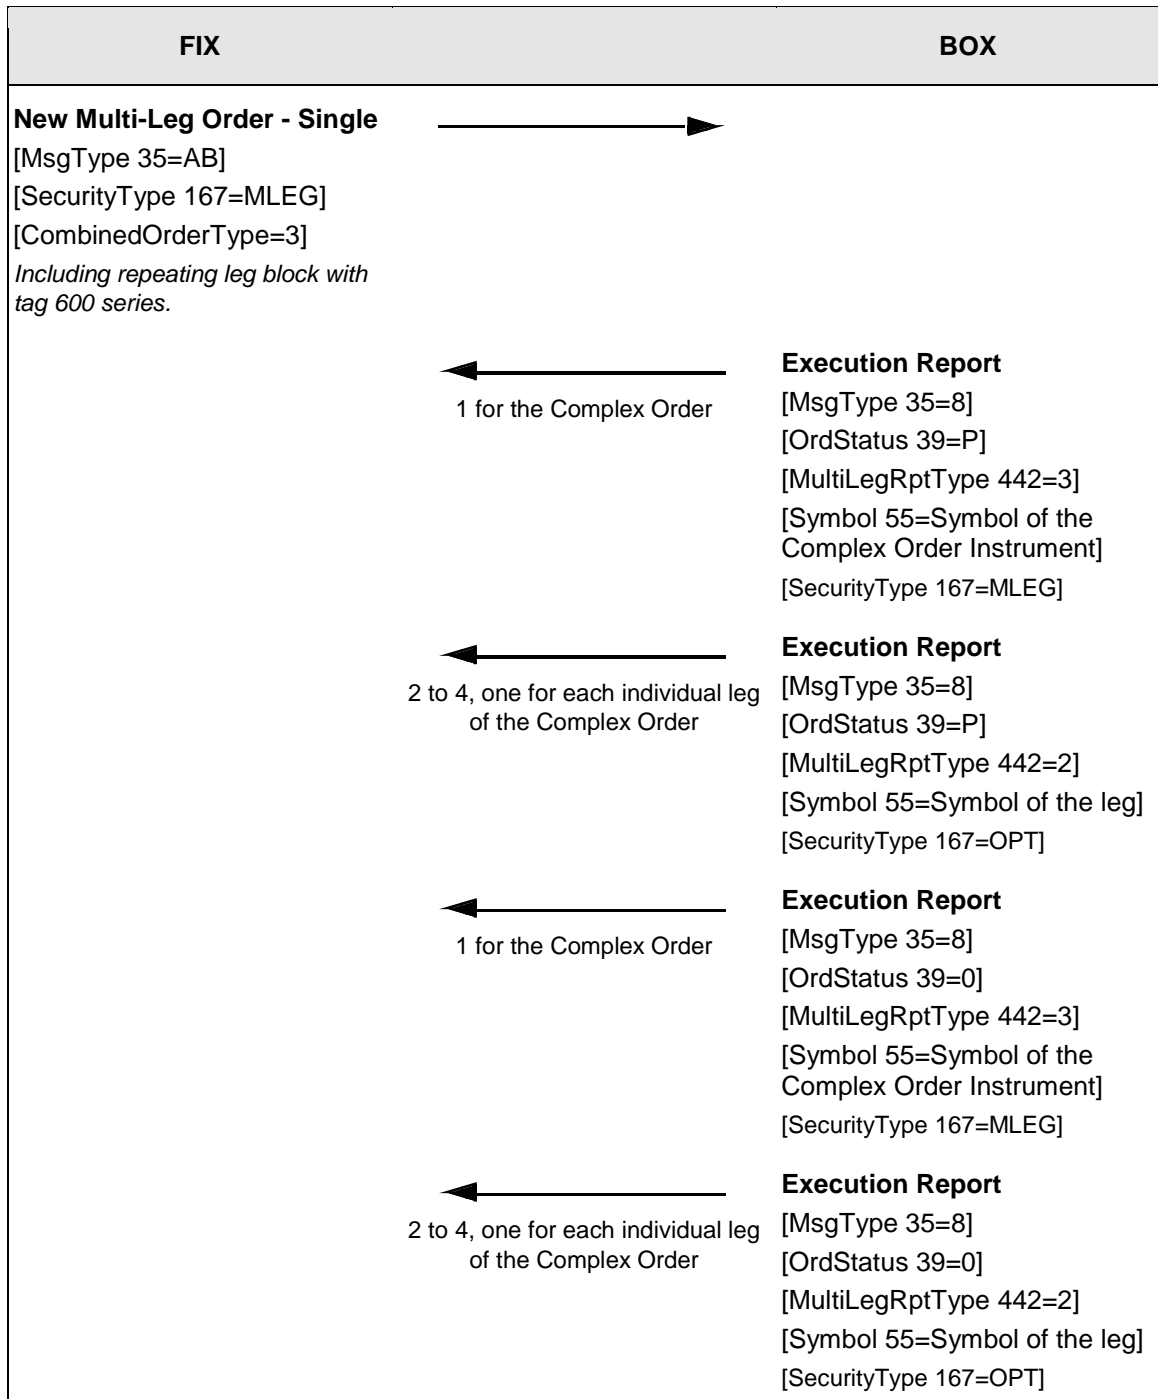 FIX
BOX
New Multi-Leg Order - Single
[MsgType 35=AB]
[SecurityType 167=MLEG]
[CombinedOrderType=3]
Including repeating leg block with
tag 600 series.
1 for the Complex Order
Execution Report
[MsgType 35=8]
[OrdStatus 39=P]
[MultiLegRptType 442=3]
[Symbol 55=Symbol of the
Complex Order Instrument]
[SecurityType 167=MLEG]
2 to 4, one for each individual leg
of the Complex Order
Execution Report
[MsgType 35=8]
[OrdStatus 39=P]
[MultiLegRptType 442=2]
[Symbol 55=Symbol of the leg]
[SecurityType 167=OPT]
1 for the Complex Order
Execution Report
[MsgType 35=8]
[OrdStatus 39=0]
[MultiLegRptType 442=3]
[Symbol 55=Symbol of the
Complex Order Instrument]
[SecurityType 167=MLEG]
2 to 4, one for each individual leg
of the Complex Order
Execution Report
[MsgType 35=8]
[OrdStatus 39=0]
[MultiLegRptType 442=2]
[Symbol 55=Symbol of the leg]
[SecurityType 167=OPT]